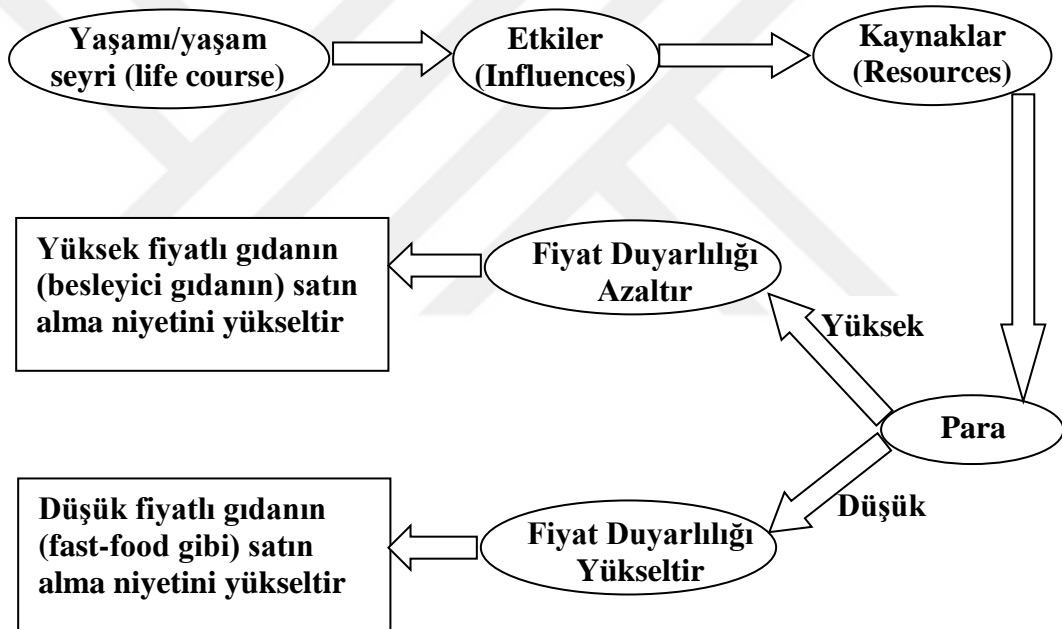 Yaşamı/yaşam
seyri (life course)
Etkiler
(Influences)
Kaynaklar
(Resources)
Yüksek fiyatlı gıdanın
(besleyici gıdanın) satın
alma niyetini yükseltir
Fiyat Duyarlılığı
Azaltır
Yüksek
Para
Düşük
Düşük fiyatlı gıdanın
(fast-food gibi) satın
alma niyetini yükseltir
Fiyat Duyarlılığı
Yükseltir